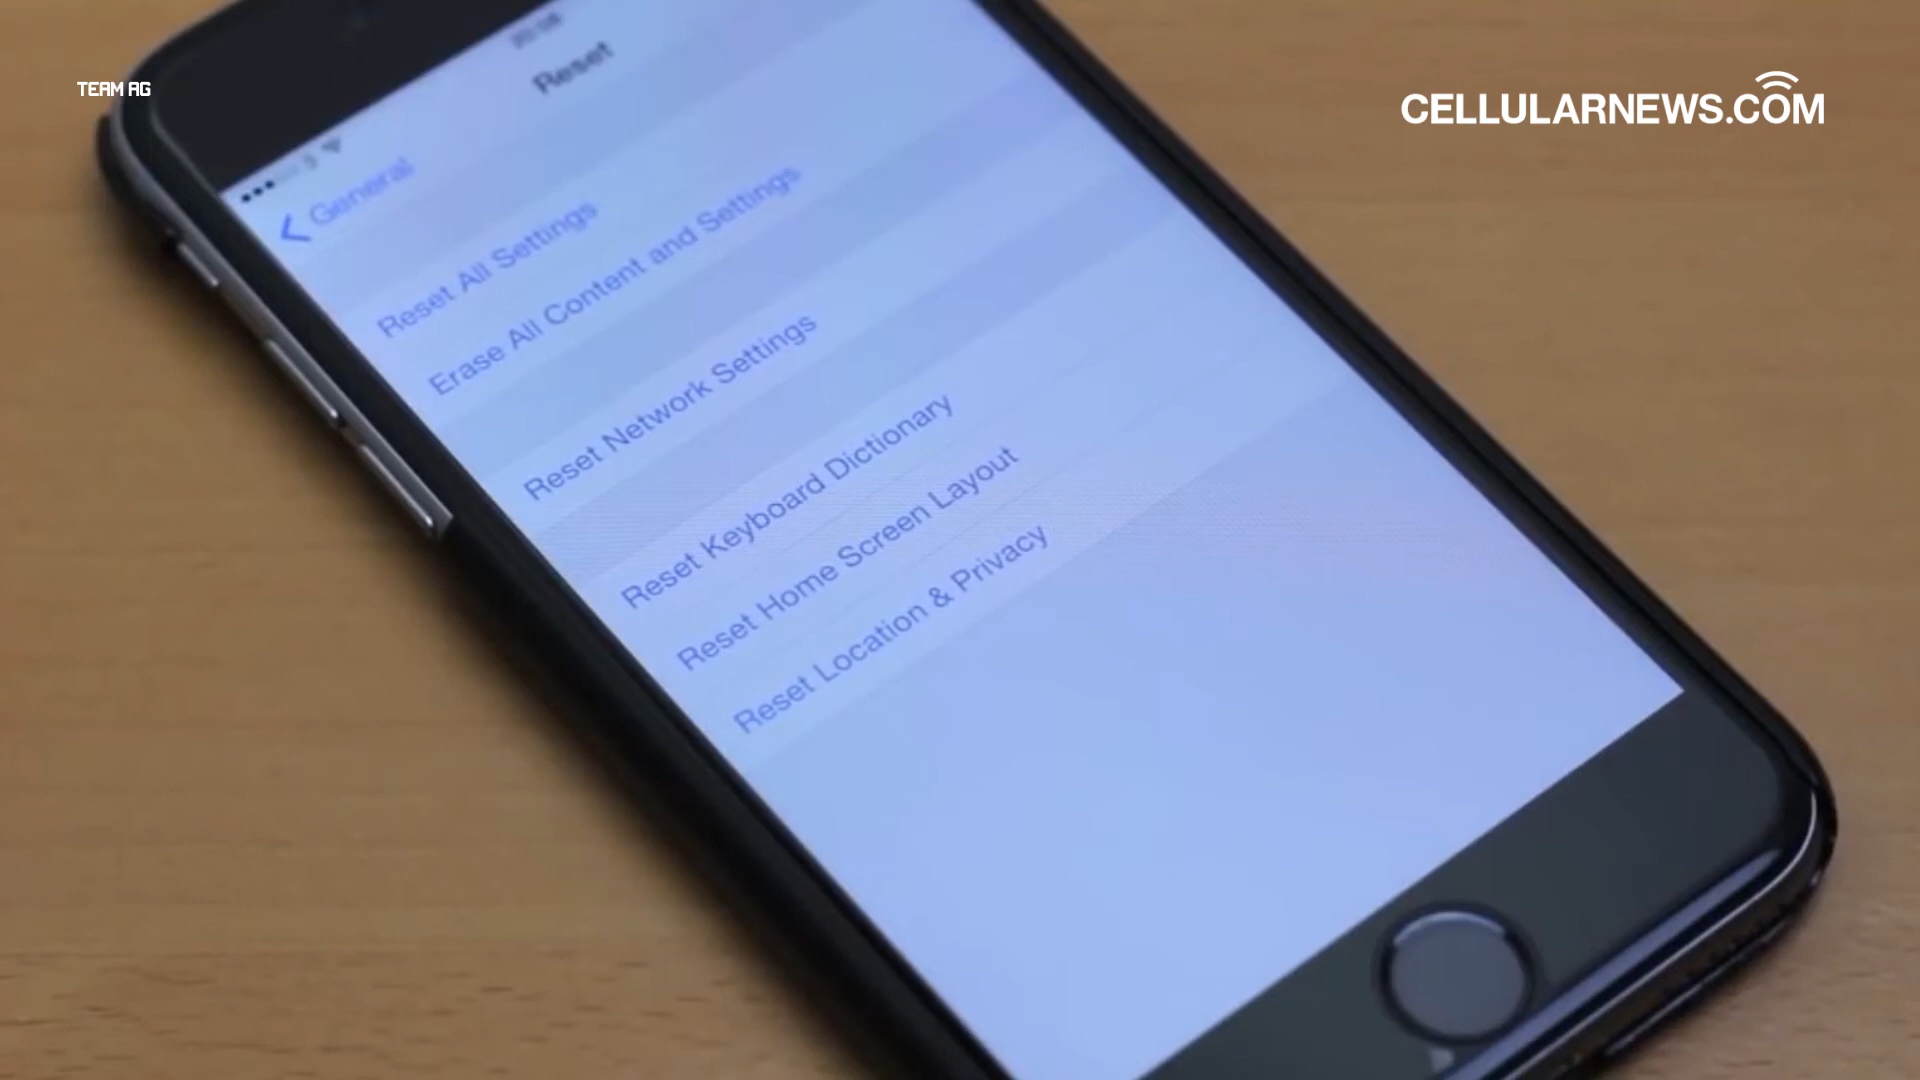 TEAM AG
CELLULARNEWS.COM
Reset
General
Reset All Settings
Erase All Content and Settings
Reset Network Settings
Reset Keyboard Dictionary
Reset Home Screen Layout
Reset Location & Privacy